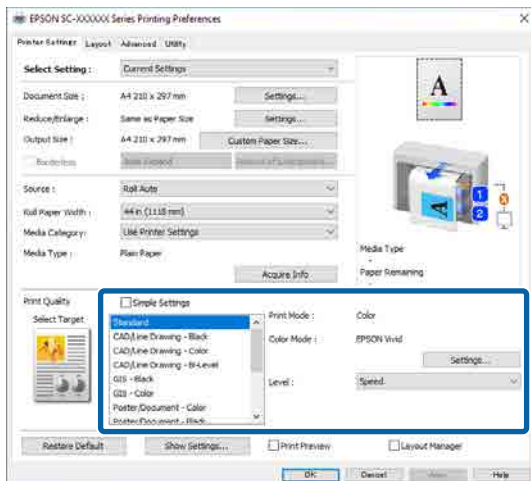 EPSON SC-XXXXXX Series Printing Preferences
Printer Settings Layout Advanced Utility
Select Setting : Current Settings
Document Size : A4 210 x 297 mm Settings...
Reduce/Enlarge : Same as Paper Size Settings...
Output Size : A4 210 x 297 mm Custom Paper Size...
Borderless
Source : Roll Auto
Roll Paper Width : 44 in (1118 mm)
Media Category: Use Printer Settings
Media Type : Plain Paper
Acquire Info
A
A
1
2
Media Type
-
Paper Remaining
-
Print Quality
Select Target
Simple Settings
Standard
CAD/Line Drawing - Black
CAD/Line Drawing - Color
CAD/Line Drawing - Bi-Level
GIS - Black
GIS - Color
Poster/Document - Color
Poster/Document - Black
Print Mode : Color
Color Mode : EPSON Vivid
Settings...
Level : Speed
Restore Default Show Settings... Print Preview Layout Manager
OK Cancel Help